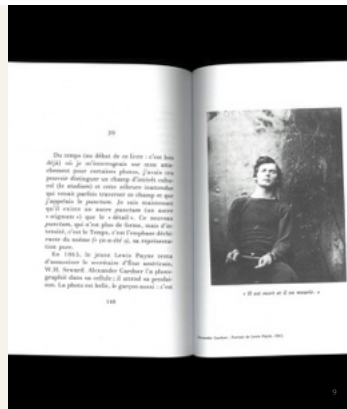 39
Du temps (au début de ce livre : c'est loin
déjà) où je m'interrogeais sur mon atta-
chement pour certaines photos, j'avais cru
pouvoir distinguer un champ d'intérêt cultu-
rel (le studium) et cette zébrure inattendue
qui venait parfois traverser ce champ et que
j'appelais le punctum. Je sais maintenant
qu'il existe un autre punctum (un autre
« stigmate ») que le « détail ». Ce nouveau
punctum, qui n'est plus de forme, mais d'in-
tensité, c'est le Temps, c'est l'emphase déchi-
rante du noème (« ça-a-été »), sa représenta-
tion pure.
En 1865, le jeune Lewis Payne tenta
d'assassiner le secrétaire d'État américain,
W.H. Seward. Alexander Gardner l'a photo-
graphié dans sa cellule ; il attend sa pendai-
son. La photo est belle, le garçon aussi : c'est
148
« Il est mort et il va mourir. »
Alexander Gardner : Portrait de Lewis Payne, 1865.
9